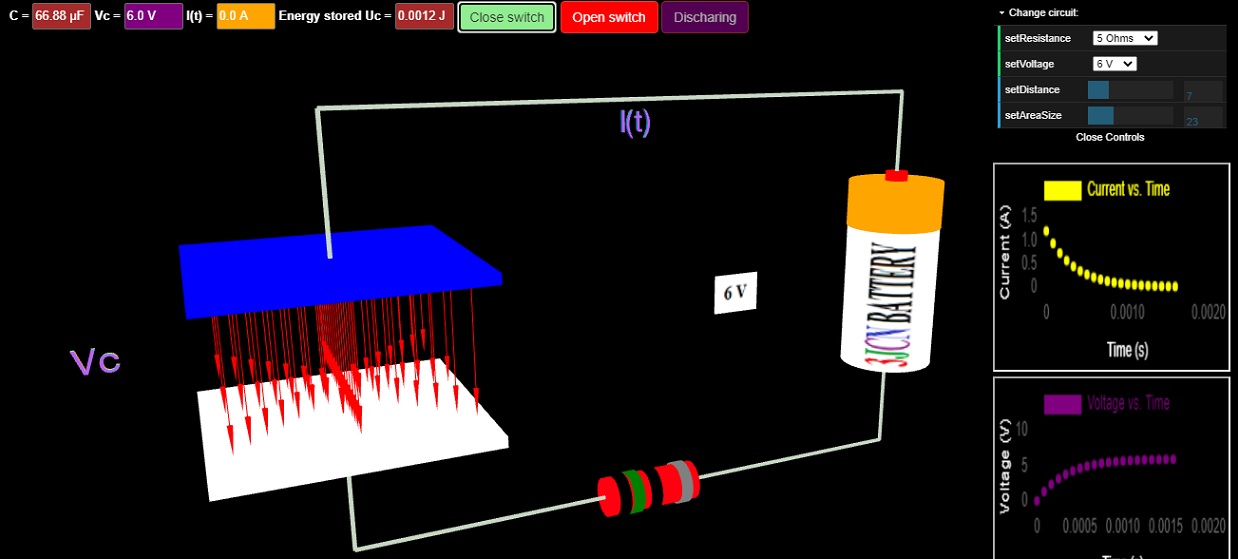 C = 66.88 µF Vc = 6.0 V I(t) = 0.0 A Energy stored Uc = 0.0012 J Close switch Open switch Discharing
Change circuit:
setResistance 5 Ohms
setVoltage 6 V
setDistance 7
setAreaSize 23
Close Controls
I(t)
Vc
6 V
3JCN BATTERY
Current vs. Time
Current (A)
1.5
1.0
0.5
0
0 0.0010 0.0020
Time (s)
Voltage vs. Time
Voltage (V)
10
5
0
0 0.0005 0.0010 0.0015 0.0020
Time (s)